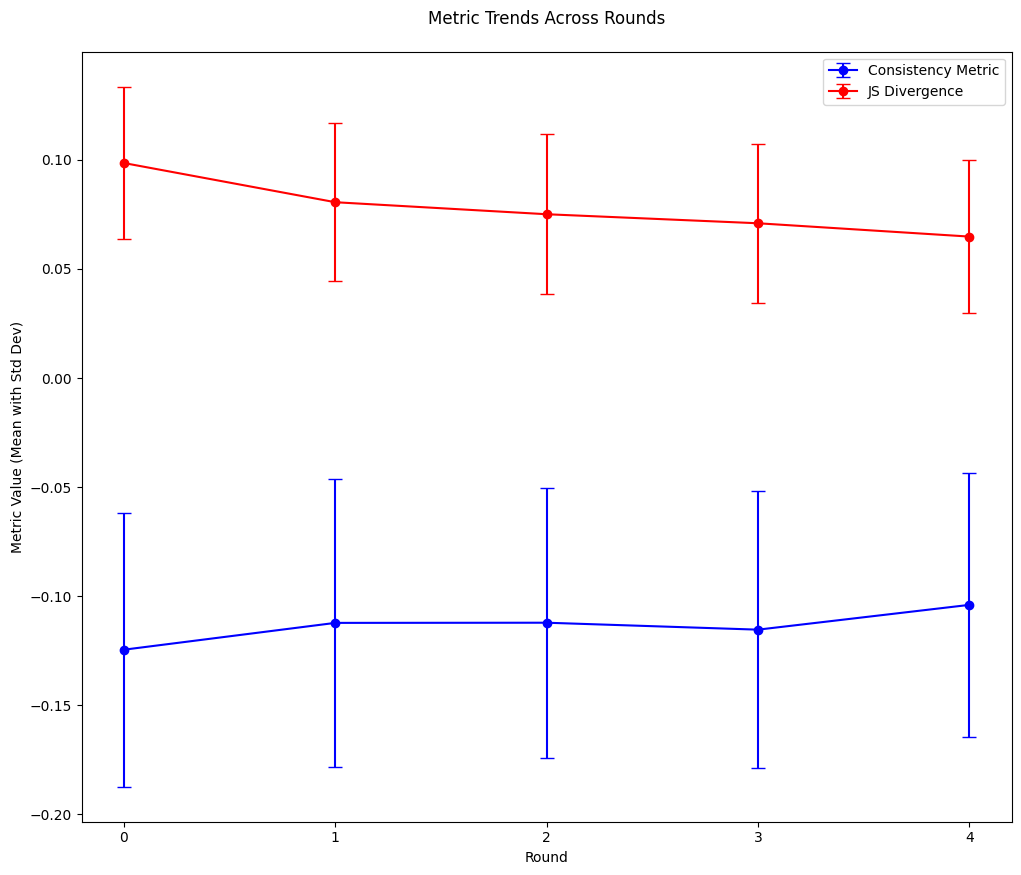 Metric Trends Across Rounds
Consistency Metric
JS Divergence
Metric Value (Mean with Std Dev)
0.10
0.05
0.00
−0.05
−0.10
−0.15
−0.20
0 1 2 3 4
Round